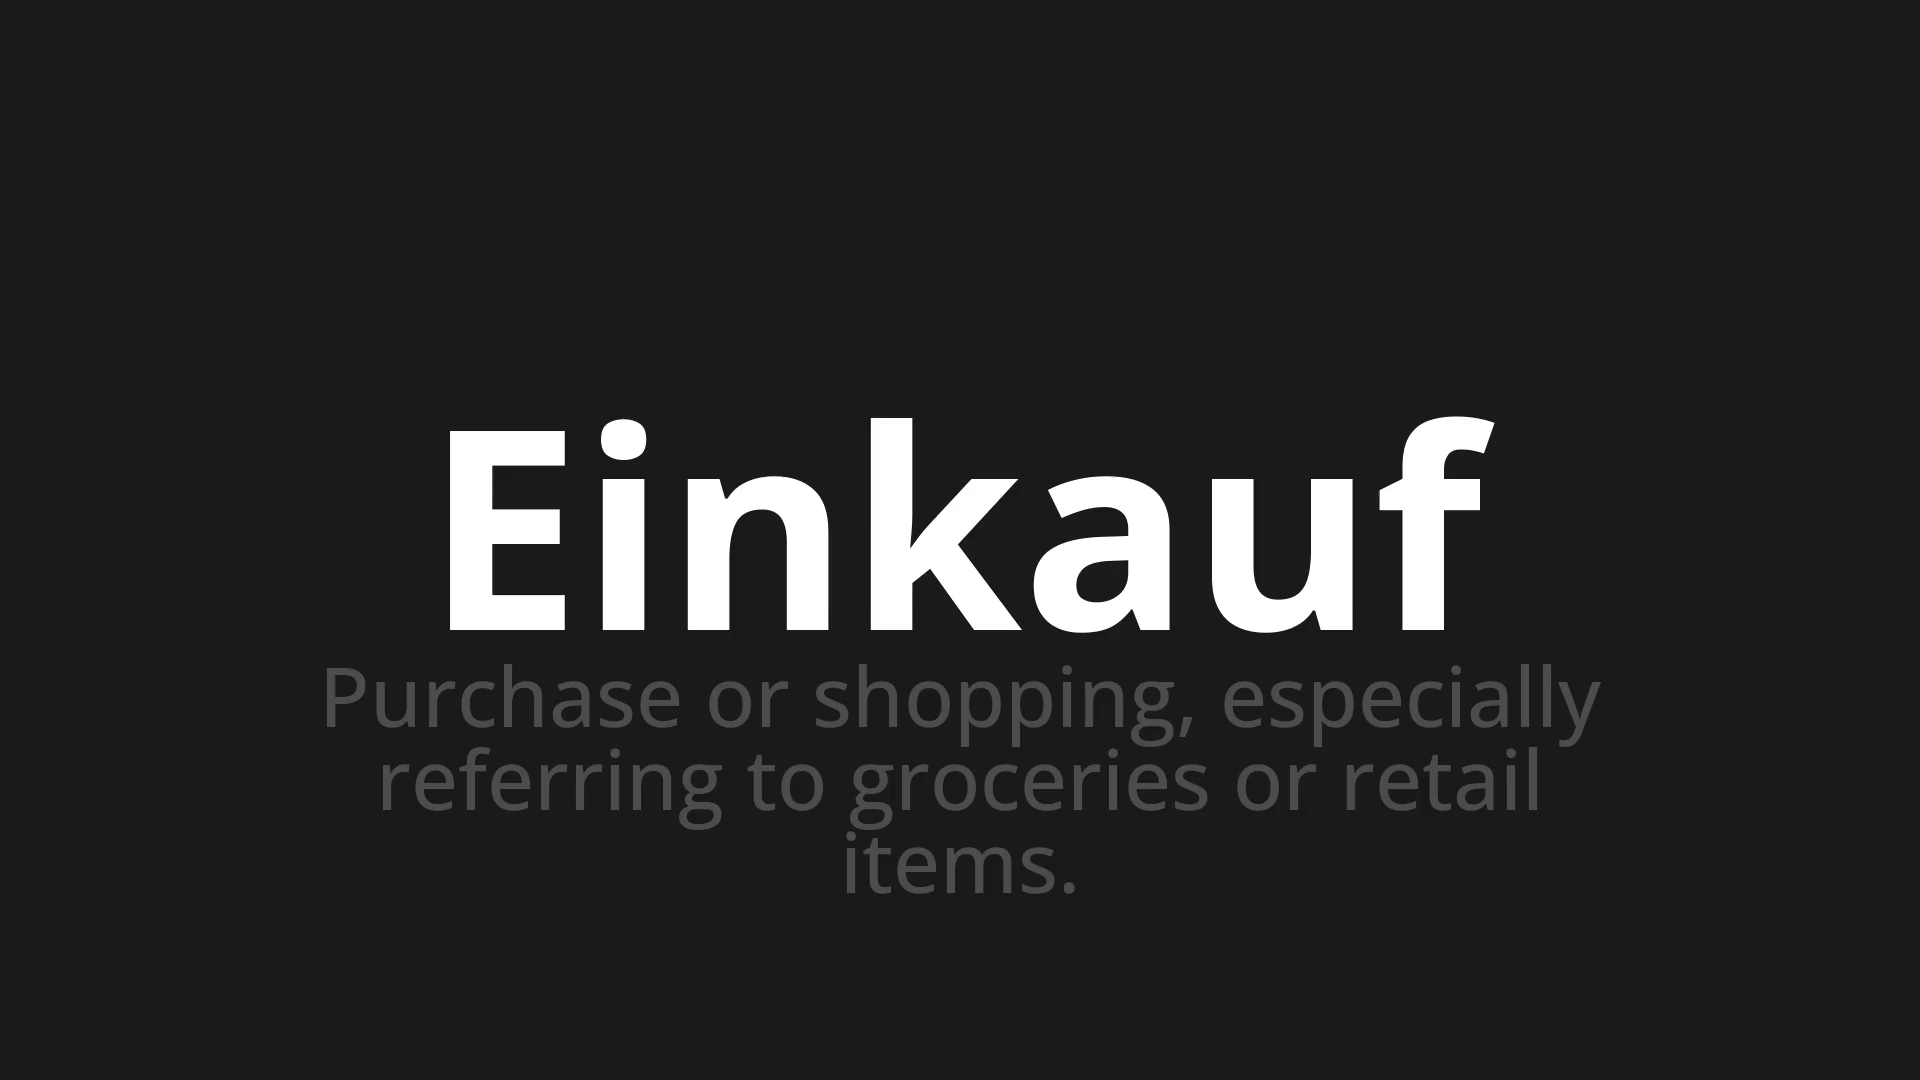 Einkauf
Purchase or shopping, especially
referring to groceries or retail
items.